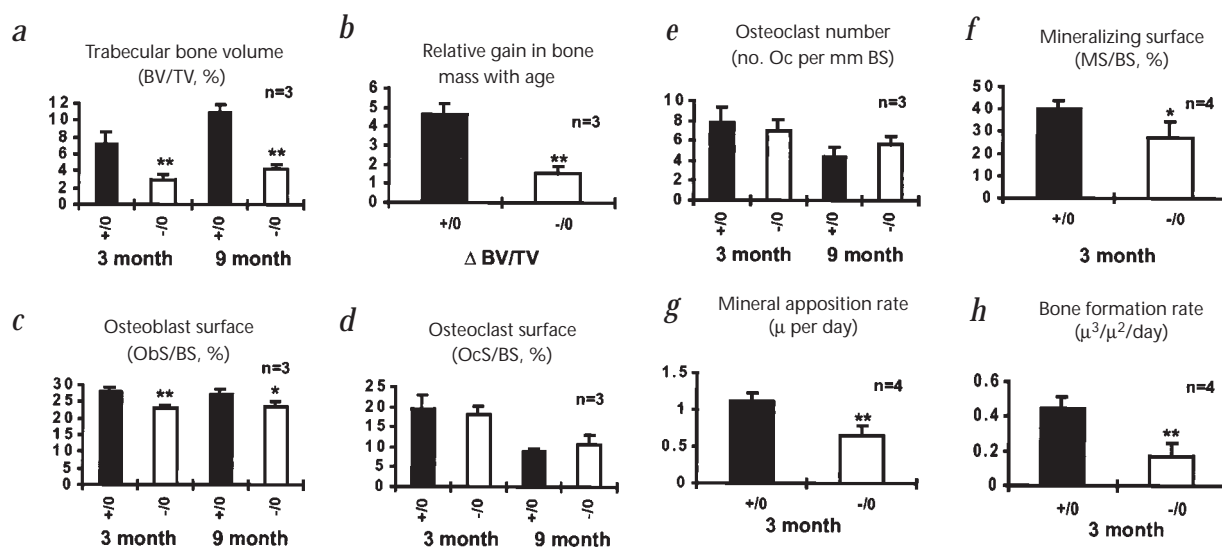 a
Trabecular bone volume
(BV/TV, %)
n=3
12
10
8
6
4
2
0
**
**
+/0
-/0
+/0
-/0
3 month
9 month
b
Relative gain in bone
mass with age
n=3
6
5
4
3
2
1
0
**
+/0
-/0
Δ BV/TV
c
Osteoblast surface
(ObS/BS, %)
n=3
30
25
20
15
10
5
0
**
*
+/0
-/0
+/0
-/0
3 month
9 month
d
Osteoclast surface
(OcS/BS, %)
n=3
25
20
15
10
5
0
+/0
-/0
+/0
-/0
3 month
9 month
e
Osteoclast number
(no. Oc per mm BS)
n=3
10
8
6
4
2
0
+/0
-/0
+/0
-/0
3 month
9 month
f
Mineralizing surface
(MS/BS, %)
n=4
50
40
30
20
10
0
*
+/0
-/0
3 month
g
Mineral apposition rate
(μ per day)
n=4
1.5
1
0.5
0
**
+/0
-/0
3 month
h
Bone formation rate
(μ³/μ²/day)
n=4
0.6
0.4
0.2
0
**
+/0
-/0
3 month